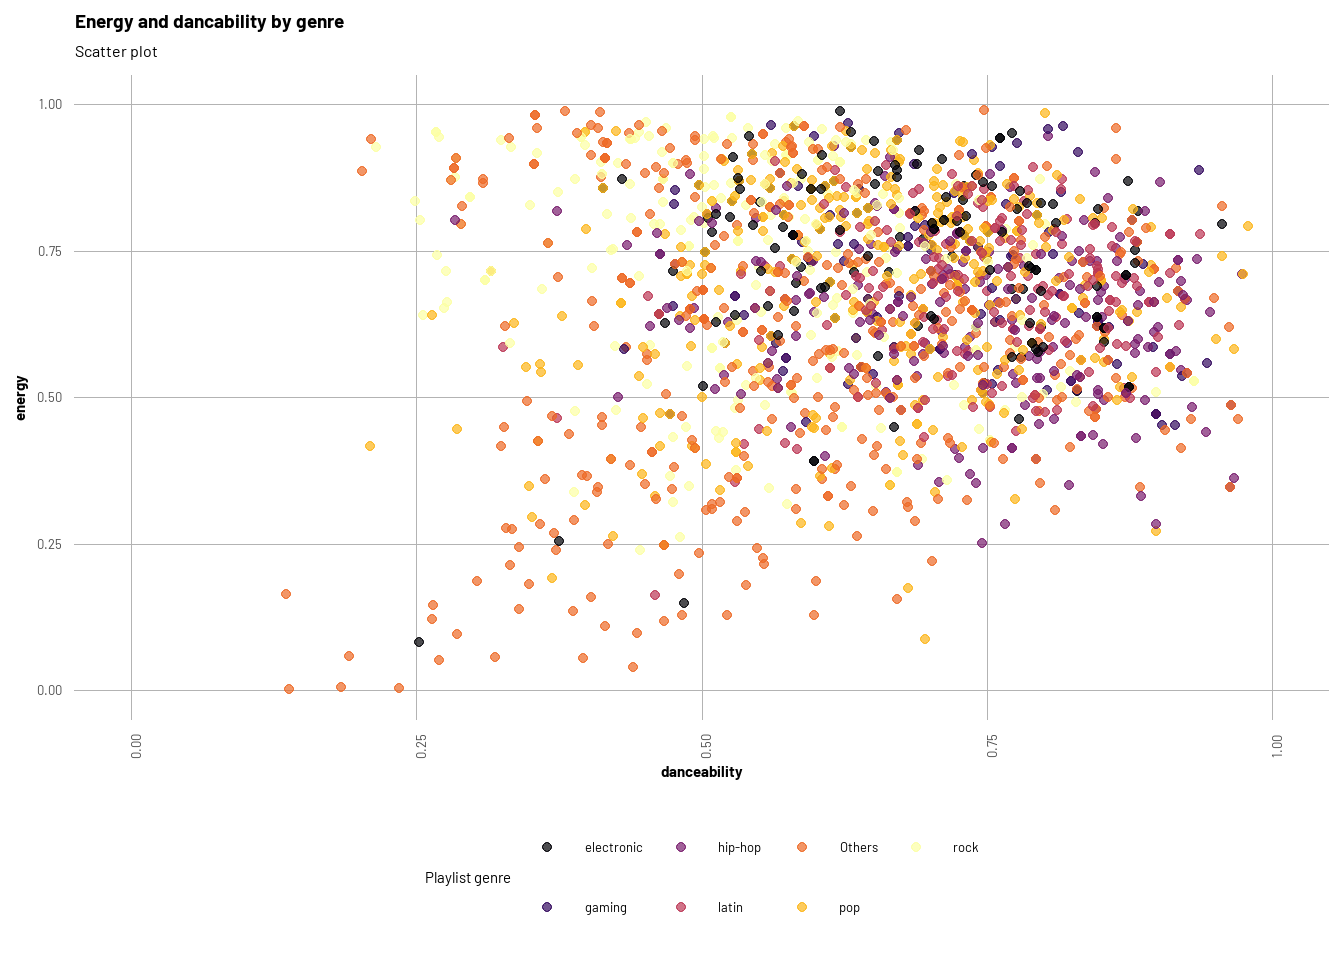 Energy and dancability by genre
Scatter plot
1.00
0.75
0.50
0.25
0.00
energy
0.00
0.25
0.50
0.75
1.00
danceability
Playlist genre
electronic
hip-hop
Others
rock
gaming
latin
pop